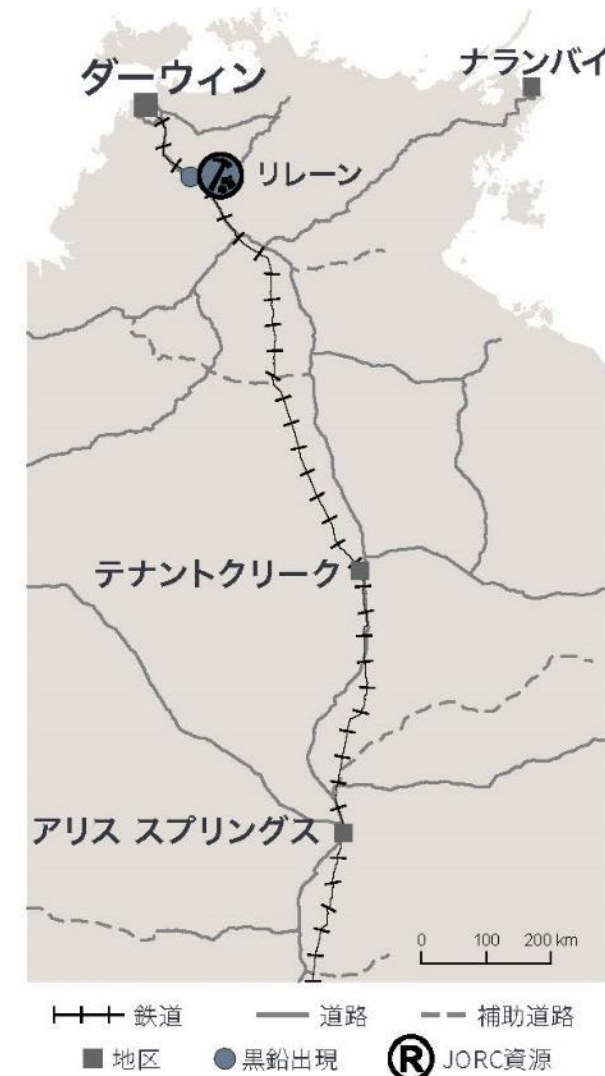 ダーウィン
ナランバイ
リレーン
テナントクリーク
アリス スプリングス
0 100 200 km
鉄道 道路 補助道路
地区 黒鉛出現 R JORC資源